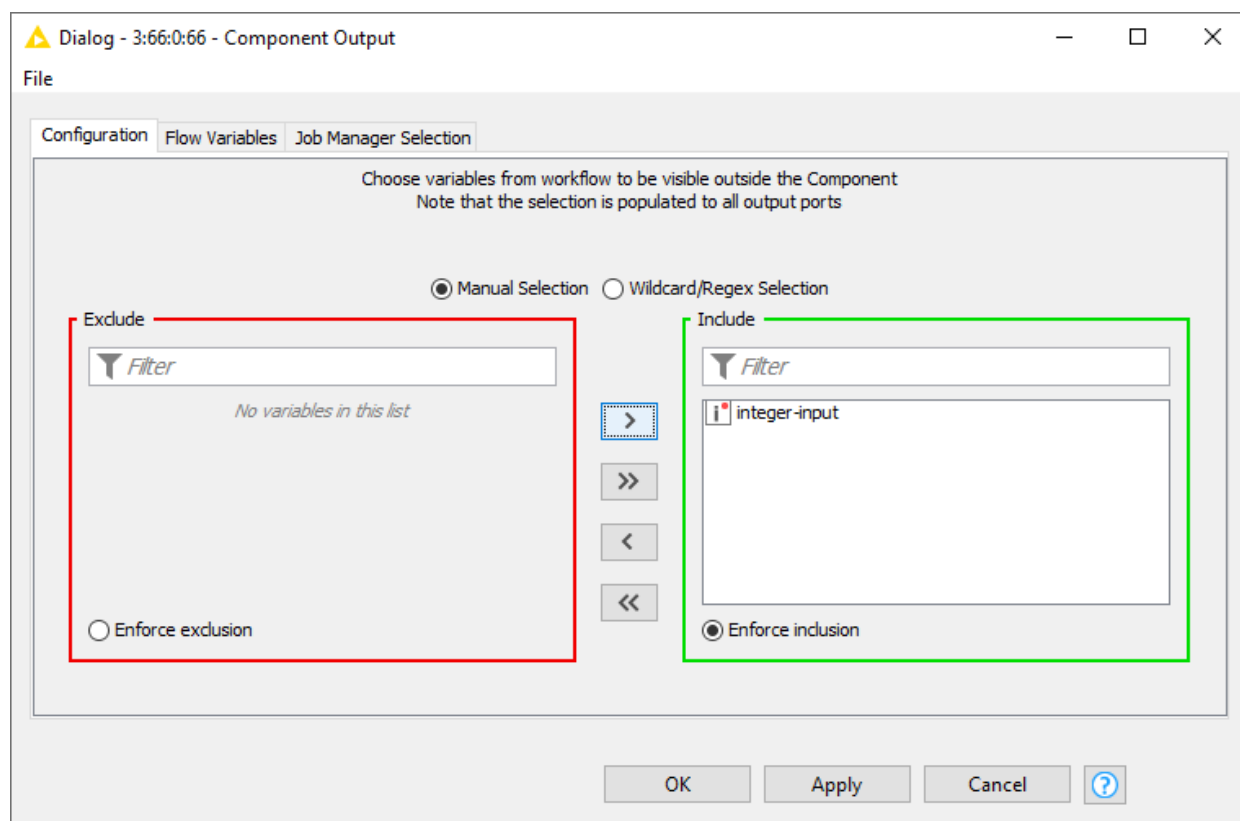 Dialog - 3:66:0:66 - Component Output
File
Configuration Flow Variables Job Manager Selection
Choose variables from workflow to be visible outside the Component
Note that the selection is populated to all output ports
Manual Selection Wildcard/Regex Selection
Exclude
Filter
No variables in this list
Enforce exclusion
>
>>
<
<<
Include
Filter
i integer-input
Enforce inclusion
OK Apply Cancel ?